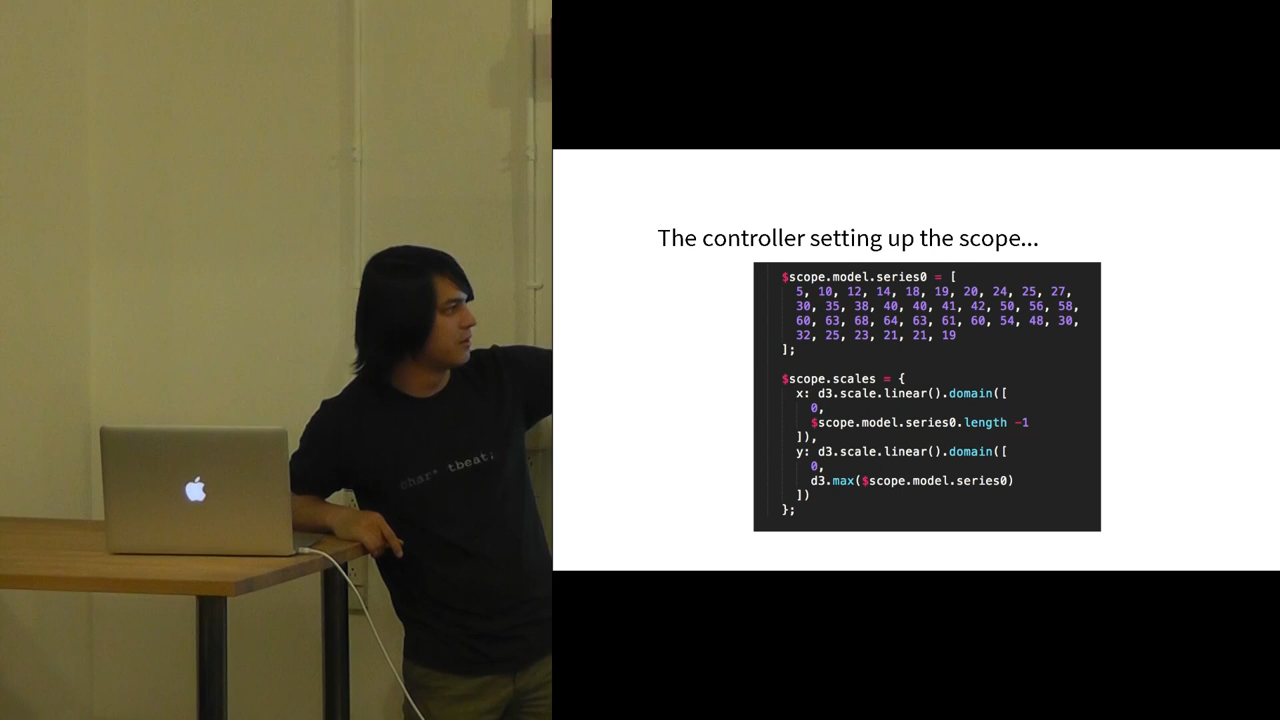 The controller setting up the scope...
$scope.model.series0 = [
5, 10, 12, 14, 18, 19, 20, 24, 25, 27,
30, 35, 38, 40, 40, 41, 42, 50, 56, 58,
60, 63, 68, 64, 63, 61, 60, 54, 48, 30,
32, 25, 23, 21, 21, 19
];
$scope.scales = {
x: d3.scale.linear().domain([
0,
$scope.model.series0.length -1
]),
y: d3.scale.linear().domain([
0,
d3.max($scope.model.series0)
])
};
char* tbeat;